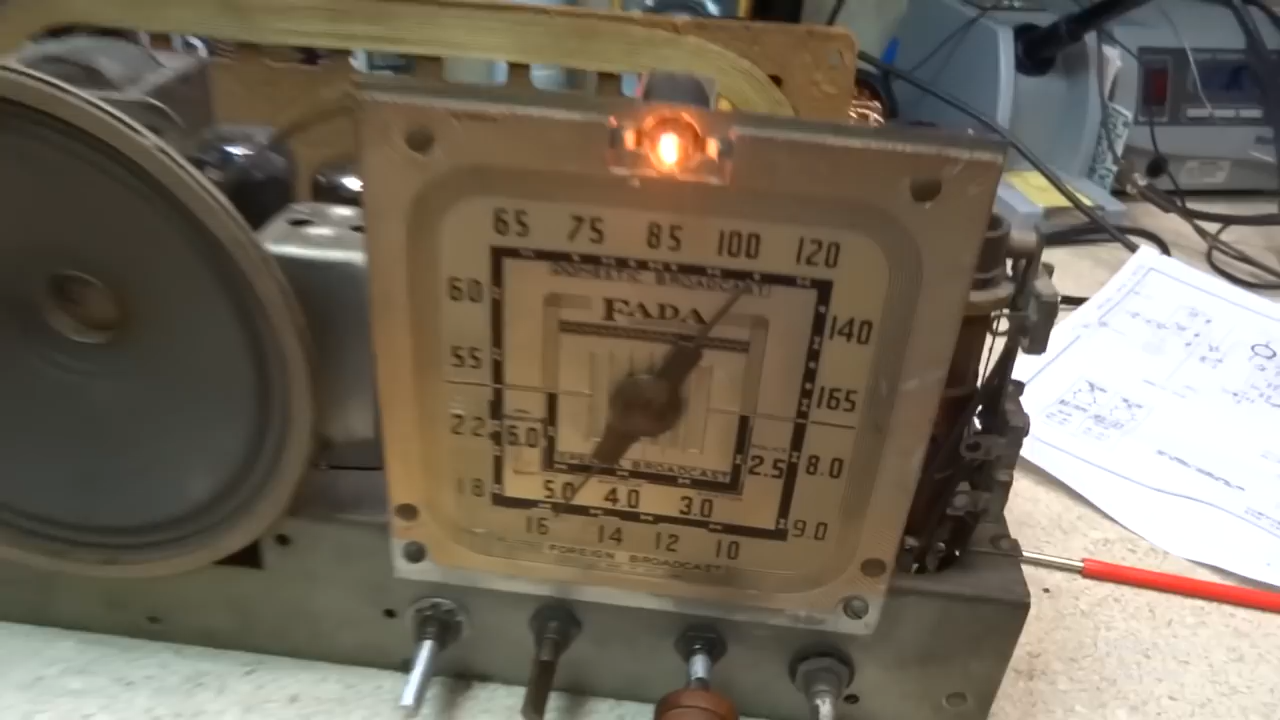 65 75 85 100 120
DOMESTIC BROADCAST
60 FADA 140
55 165
22 6.0 2.5 8.0
SPECIAL BROADCAST
18 5.0 4.0 3.0 9.0
16 14 12 10
FOREIGN BROADCAST